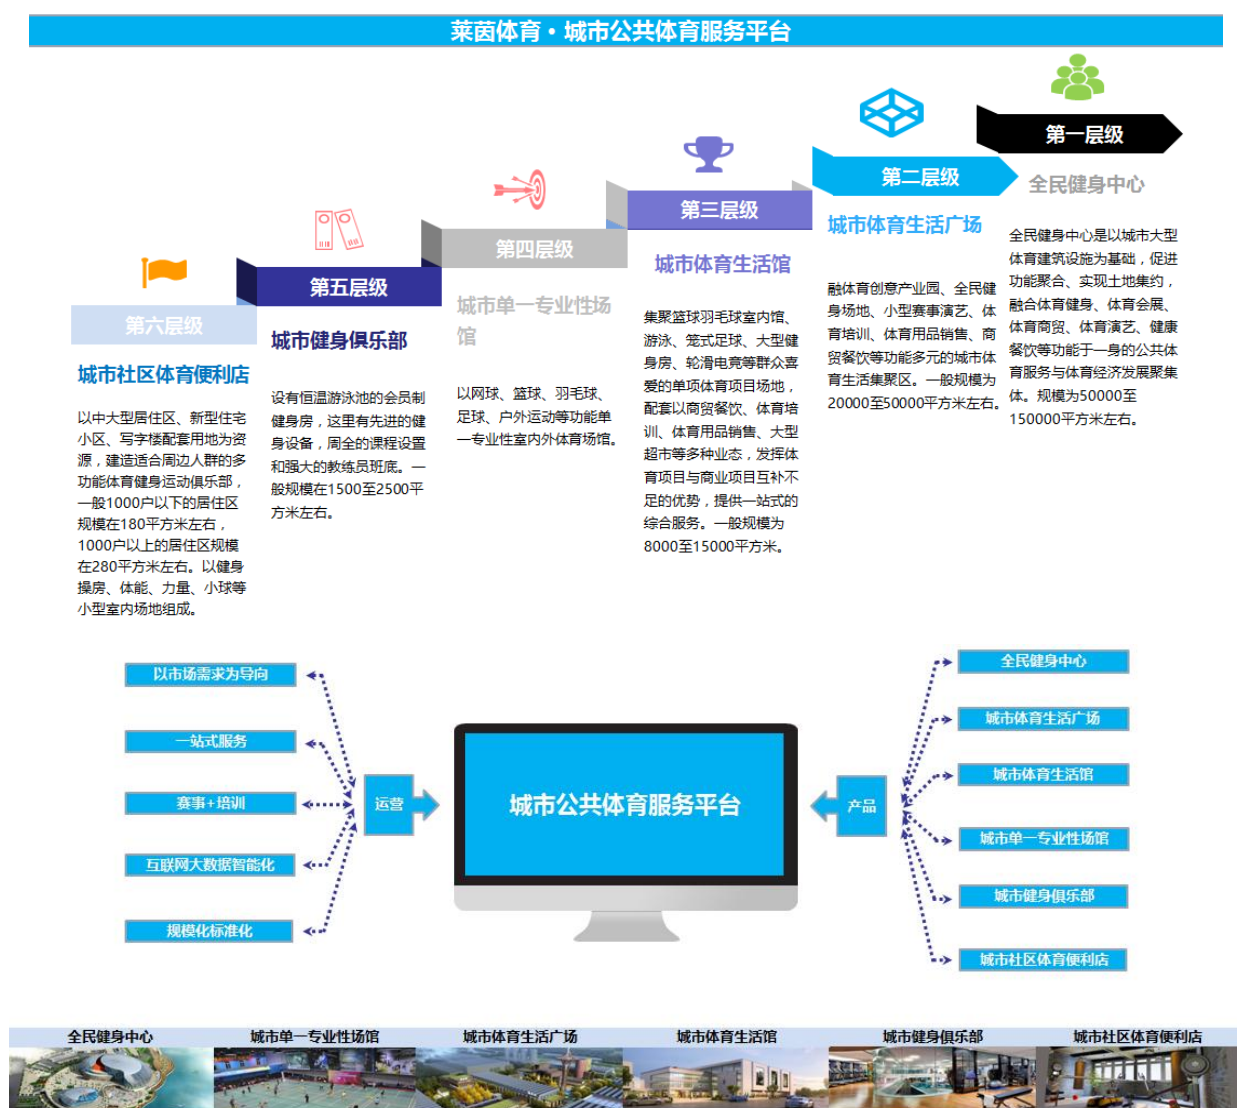 莱茵体育·城市公共体育服务平台
第一层级
全民健身中心
全民健身中心是以城市大型
体育建筑设施为基础，促进
功能聚合、实现土地集约，
融合体育健身、体育会展、
体育商贸、体育演艺、健康
餐饮等功能于一身的公共体
育服务与体育经济发展聚集
体。规模为50000至
150000平方米左右。
第二层级
城市体育生活广场
融体育创意产业园、全民健
身场地、小型赛事演艺、体
育培训、体育用品销售、商
贸餐饮等功能多元的城市体
育生活集聚区。一般规模为
20000至50000平方米左右。
第三层级
城市体育生活馆
集聚篮球羽毛球室内馆、
游泳、笼式足球、大型健
身房、轮滑电竞等群众喜
爱的单项体育项目场地，
配套以商贸餐饮、体育培
训、体育用品销售、大型
超市等多种业态，发挥体
育项目与商业项目互补不
足的优势，提供一站式的
综合服务。一般规模为
8000至15000平方米。
第四层级
城市单一专业性场
馆
以网球、篮球、羽毛球、
足球、户外运动等功能单
一专业性室内外体育场馆。
第五层级
城市健身俱乐部
设有恒温游泳池的会员制
健身房，这里有先进的健
身设备，周全的课程设置
和强大的教练员班底。一
般规模在1500至2500平
方米左右。
第六层级
城市社区体育便利店
以中大型居住区、新型住宅
小区、写字楼配套用地为资
源，建造适合周边人群的多
功能体育健身运动俱乐部，
一般1000户以下的居住区
规模在180平方米左右，
1000户以上的居住区规模
在280平方米左右。以健身
操房、体能、力量、小球等
小型室内场地组成。
以市场需求为导向
一站式服务
赛事+培训
互联网大数据智能化
规模化标准化
运营
城市公共体育服务平台
产品
全民健身中心
城市体育生活广场
城市体育生活馆
城市单一专业性场馆
城市健身俱乐部
城市社区体育便利店
全民健身中心
城市单一专业性场馆
城市体育生活广场
城市体育生活馆
城市健身俱乐部
城市社区体育便利店